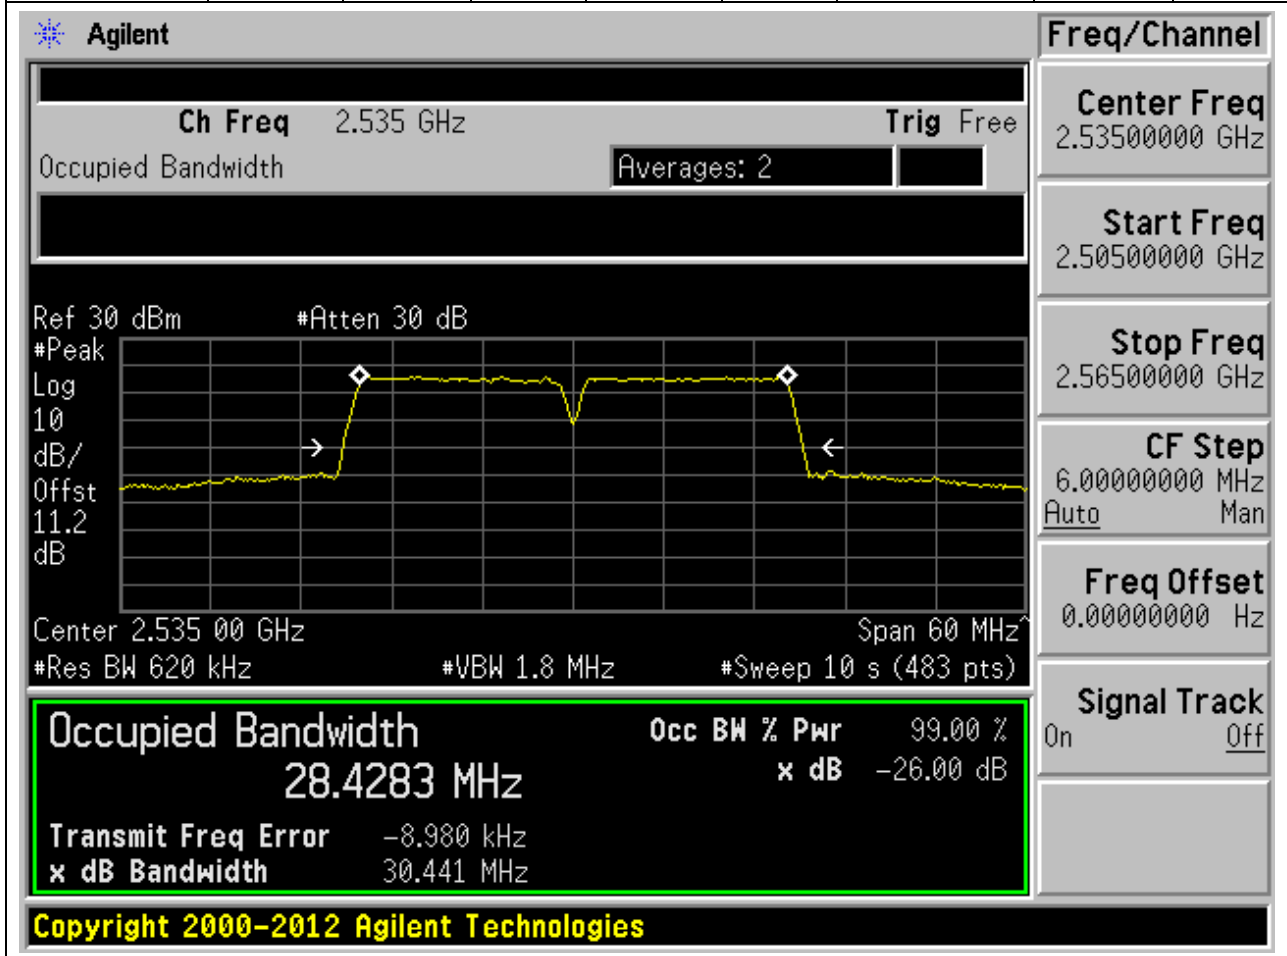 Agilent
Freq/Channel
Ch Freq 2.535 GHz Trig Free
Occupied Bandwidth Averages: 2
Center Freq
2.53500000 GHz
Start Freq
2.50500000 GHz
Stop Freq
2.56500000 GHz
CF Step
6.00000000 MHz
Auto Man
Freq Offset
0.00000000 Hz
Signal Track
On Off
Ref 30 dBm #Atten 30 dB
#Peak
Log
10
dB/
Offst
11.2
dB
Center 2.535 00 GHz Span 60 MHz^
#Res BW 620 kHz #VBW 1.8 MHz #Sweep 10 s (483 pts)
Occupied Bandwidth Occ BW % Pwr 99.00 %
28.4283 MHz x dB -26.00 dB
Transmit Freq Error -8.980 kHz
x dB Bandwidth 30.441 MHz
Copyright 2000-2012 Agilent Technologies